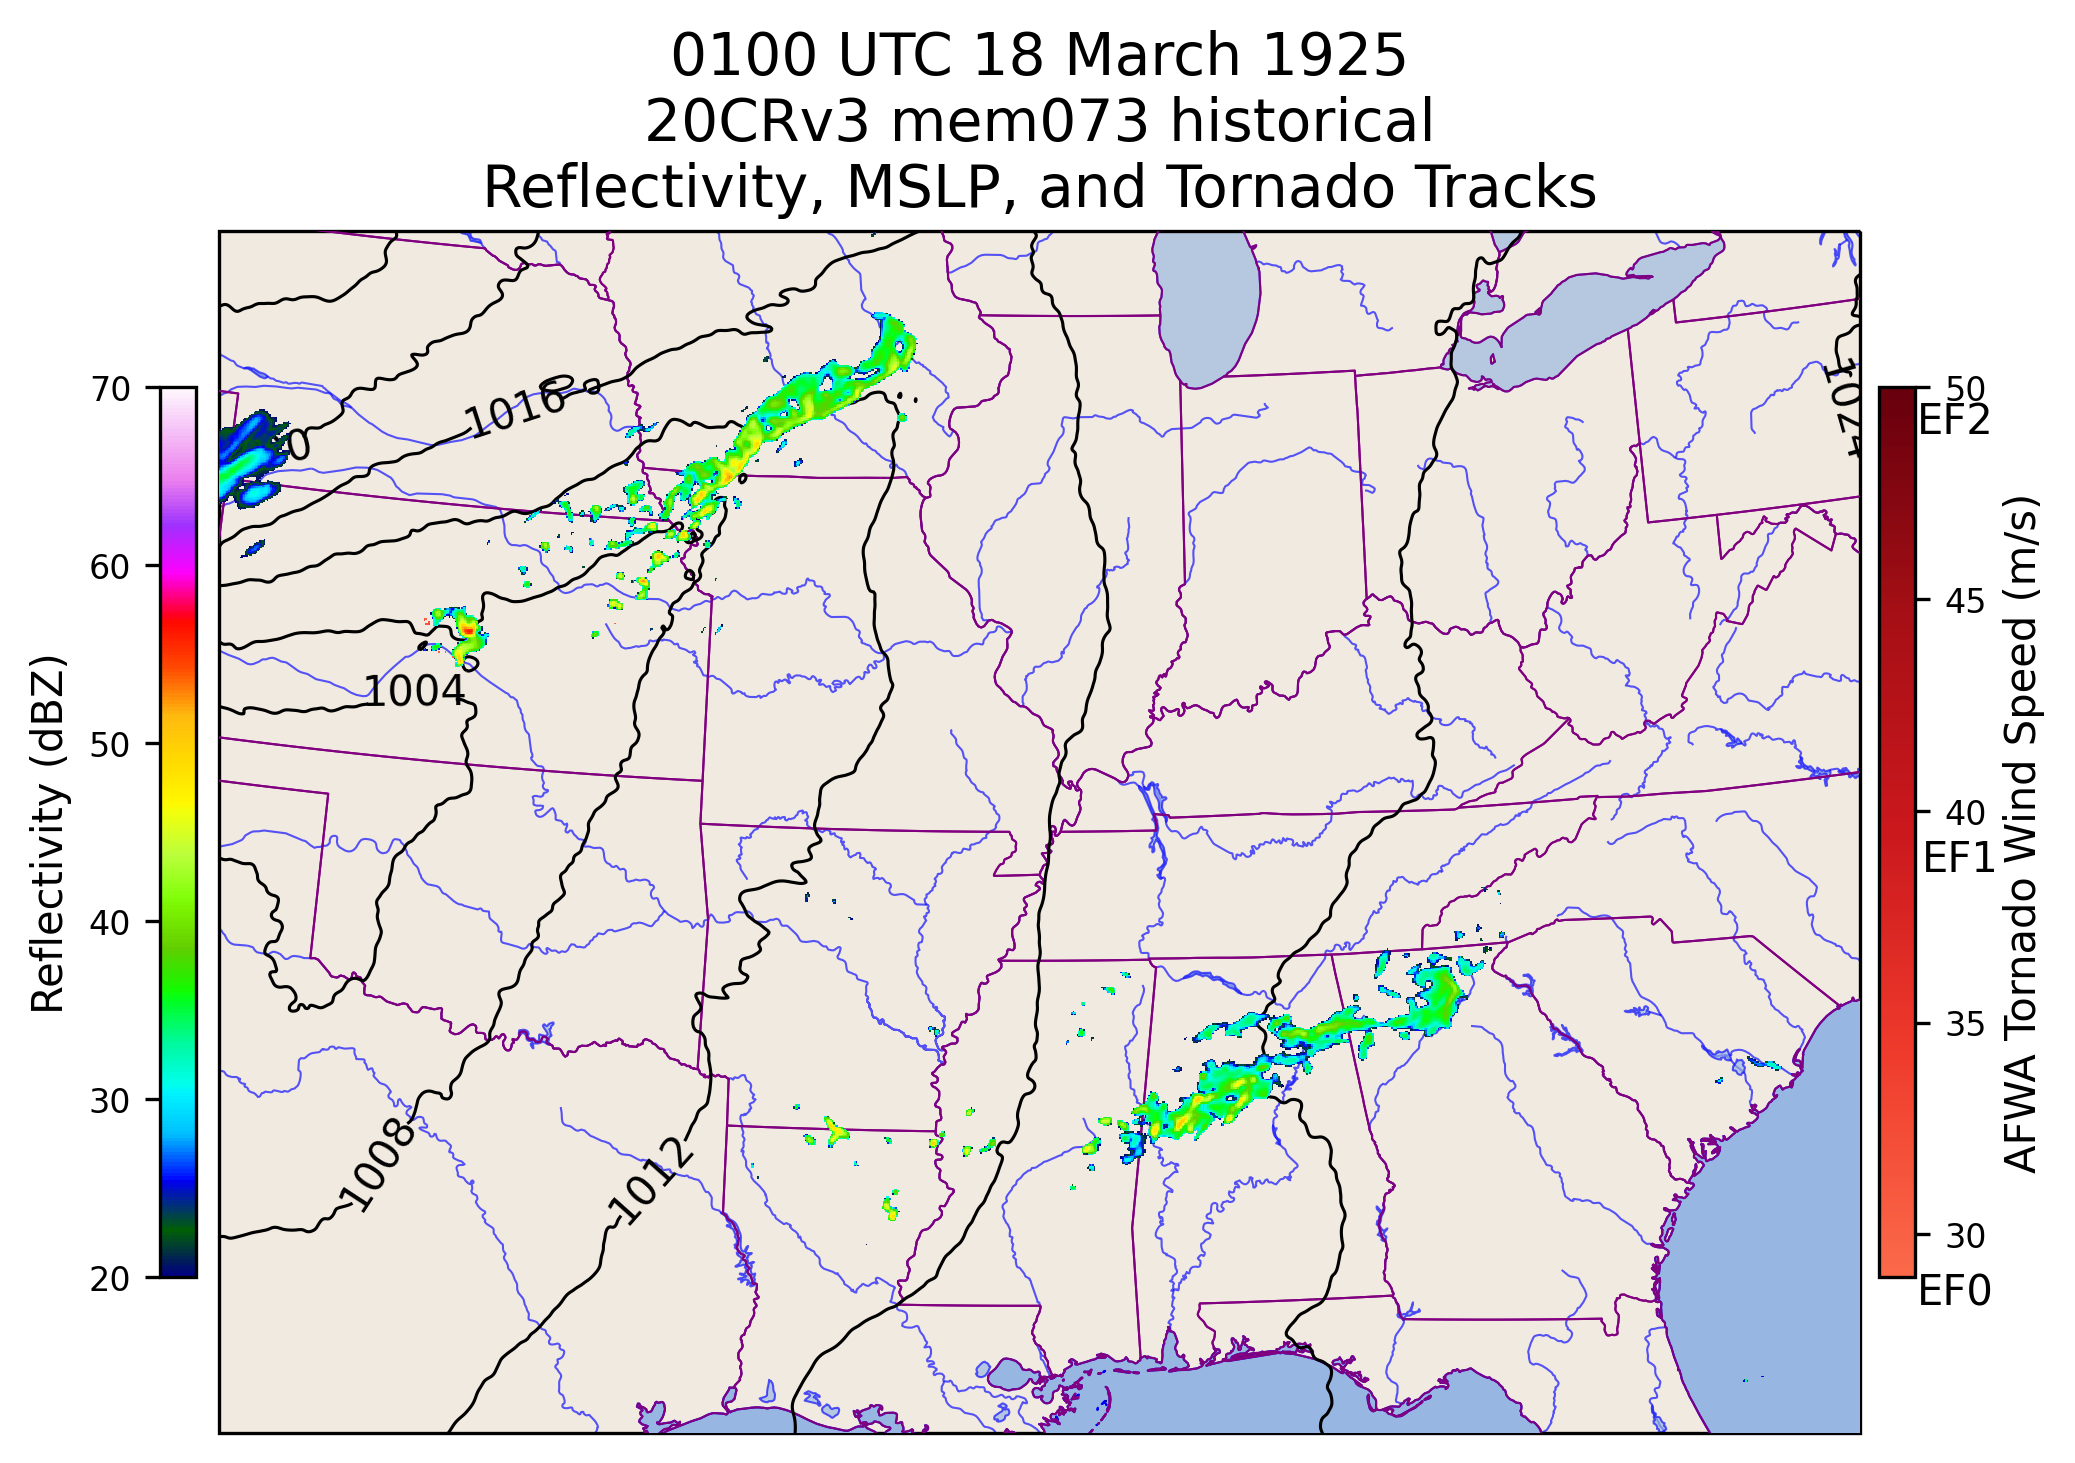 0100 UTC 18 March 1925
20CRv3 mem073 historical
Reflectivity, MSLP, and Tornado Tracks
70
60
50
40
30
20
Reflectivity (dBZ)
1016
0
1004
1008
1012
1024
50
EF2
45
40
EF1
35
30
EF0
AFWA Tornado Wind Speed (m/s)